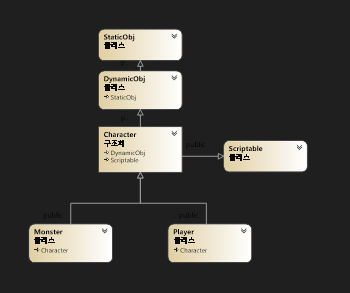 StaticObj
클래스
DynamicObj
클래스
StaticObj
Character
구조체
DynamicObj
Scriptable
public
Scriptable
클래스
public
public
Monster
클래스
Character
Player
클래스
Character